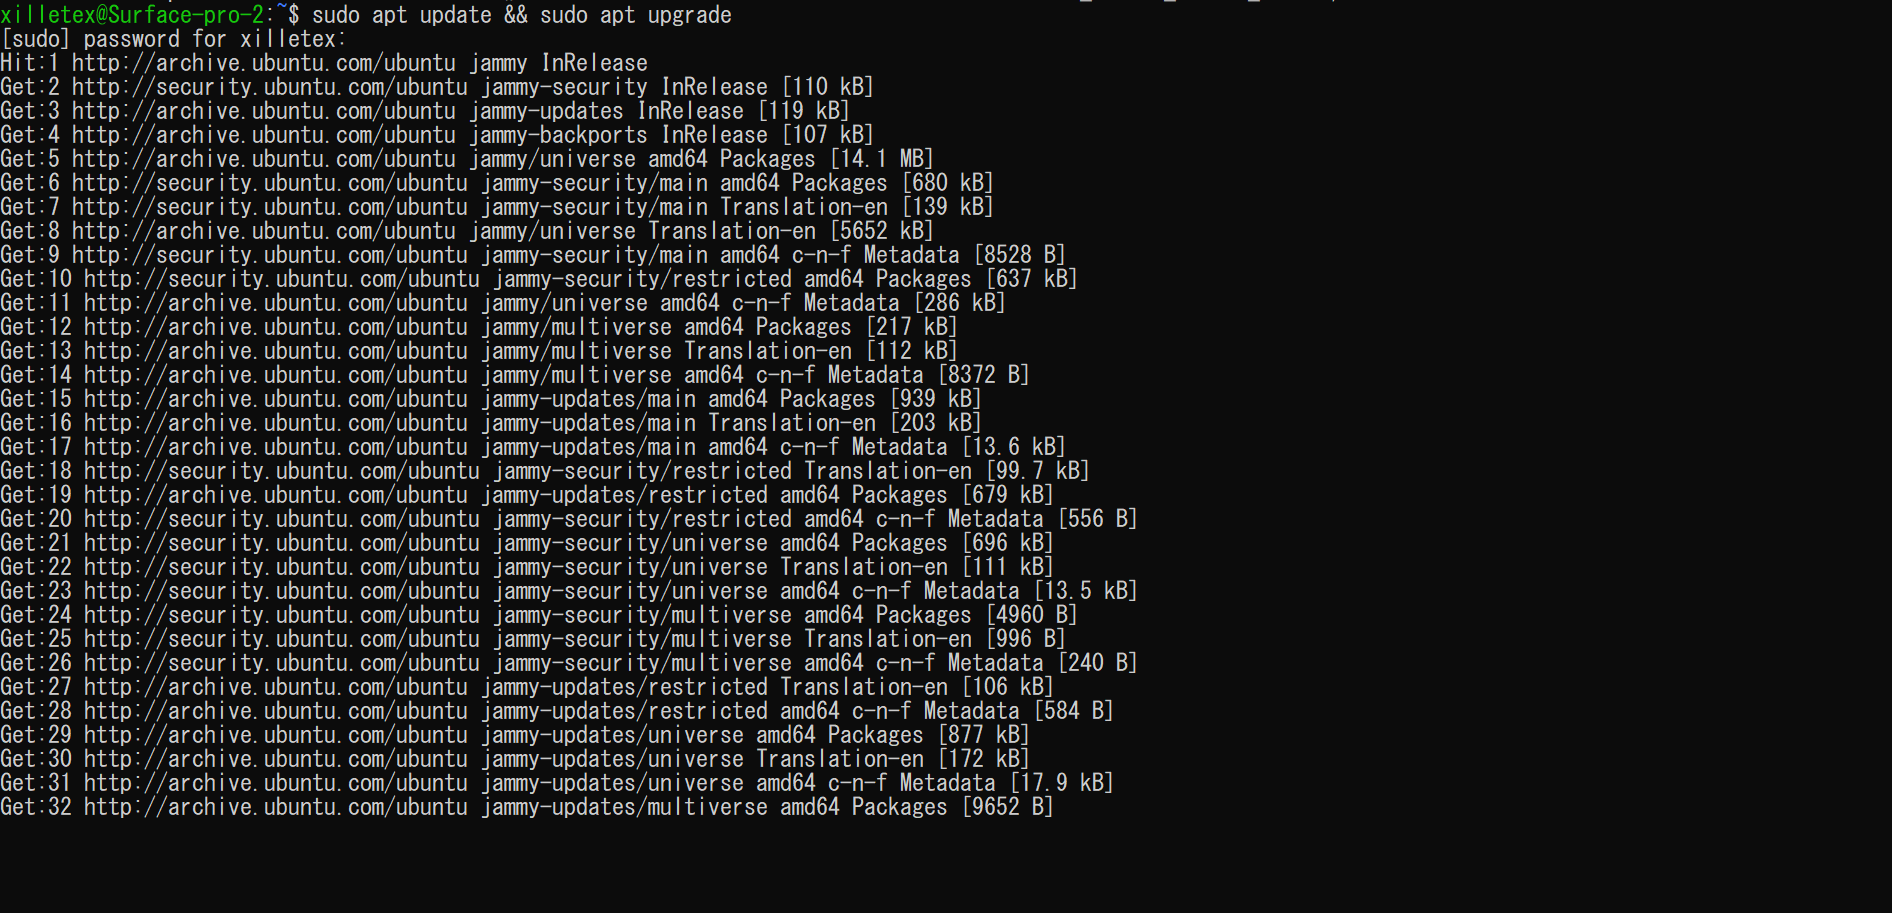 xilletex@Surface-pro-2:~$ sudo apt update && sudo apt upgrade
[sudo] password for xilletex:
Hit:1 http://archive.ubuntu.com/ubuntu jammy InRelease
Get:2 http://security.ubuntu.com/ubuntu jammy-security InRelease [110 kB]
Get:3 http://archive.ubuntu.com/ubuntu jammy-updates InRelease [119 kB]
Get:4 http://archive.ubuntu.com/ubuntu jammy-backports InRelease [107 kB]
Get:5 http://archive.ubuntu.com/ubuntu jammy/universe amd64 Packages [14.1 MB]
Get:6 http://security.ubuntu.com/ubuntu jammy-security/main amd64 Packages [680 kB]
Get:7 http://security.ubuntu.com/ubuntu jammy-security/main Translation-en [139 kB]
Get:8 http://archive.ubuntu.com/ubuntu jammy/universe Translation-en [5652 kB]
Get:9 http://security.ubuntu.com/ubuntu jammy-security/main amd64 c-n-f Metadata [8528 B]
Get:10 http://security.ubuntu.com/ubuntu jammy-security/restricted amd64 Packages [637 kB]
Get:11 http://archive.ubuntu.com/ubuntu jammy/universe amd64 c-n-f Metadata [286 kB]
Get:12 http://archive.ubuntu.com/ubuntu jammy/multiverse amd64 Packages [217 kB]
Get:13 http://archive.ubuntu.com/ubuntu jammy/multiverse Translation-en [112 kB]
Get:14 http://archive.ubuntu.com/ubuntu jammy/multiverse amd64 c-n-f Metadata [8372 B]
Get:15 http://archive.ubuntu.com/ubuntu jammy-updates/main amd64 Packages [939 kB]
Get:16 http://archive.ubuntu.com/ubuntu jammy-updates/main Translation-en [203 kB]
Get:17 http://archive.ubuntu.com/ubuntu jammy-updates/main amd64 c-n-f Metadata [13.6 kB]
Get:18 http://security.ubuntu.com/ubuntu jammy-security/restricted Translation-en [99.7 kB]
Get:19 http://archive.ubuntu.com/ubuntu jammy-updates/restricted amd64 Packages [679 kB]
Get:20 http://security.ubuntu.com/ubuntu jammy-security/restricted amd64 c-n-f Metadata [556 B]
Get:21 http://security.ubuntu.com/ubuntu jammy-security/universe amd64 Packages [696 kB]
Get:22 http://security.ubuntu.com/ubuntu jammy-security/universe Translation-en [111 kB]
Get:23 http://security.ubuntu.com/ubuntu jammy-security/universe amd64 c-n-f Metadata [13.5 kB]
Get:24 http://security.ubuntu.com/ubuntu jammy-security/multiverse amd64 Packages [4960 B]
Get:25 http://security.ubuntu.com/ubuntu jammy-security/multiverse Translation-en [996 B]
Get:26 http://security.ubuntu.com/ubuntu jammy-security/multiverse amd64 c-n-f Metadata [240 B]
Get:27 http://archive.ubuntu.com/ubuntu jammy-updates/restricted Translation-en [106 kB]
Get:28 http://archive.ubuntu.com/ubuntu jammy-updates/restricted amd64 c-n-f Metadata [584 B]
Get:29 http://archive.ubuntu.com/ubuntu jammy-updates/universe amd64 Packages [877 kB]
Get:30 http://archive.ubuntu.com/ubuntu jammy-updates/universe Translation-en [172 kB]
Get:31 http://archive.ubuntu.com/ubuntu jammy-updates/universe amd64 c-n-f Metadata [17.9 kB]
Get:32 http://archive.ubuntu.com/ubuntu jammy-updates/multiverse amd64 Packages [9652 B]